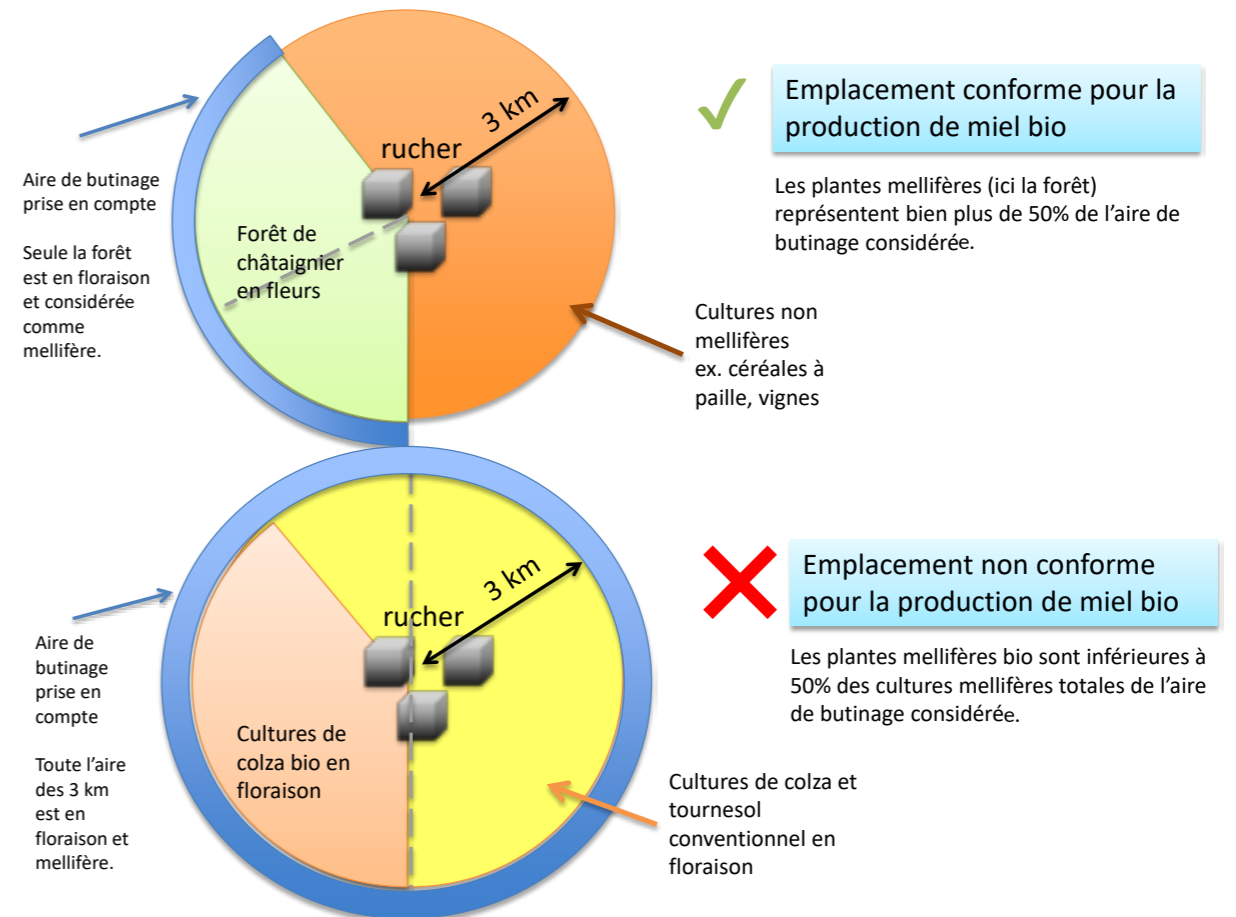 Aire de butinage
prise en compte
Seule la forêt
est en floraison
et considérée
comme
mellifère.
3 km
rucher
Forêt de
châtaignier
en fleurs
Emplacement conforme pour la
production de miel bio
Les plantes mellifères (ici la forêt)
représentent bien plus de 50% de l’aire de
butinage considérée.
Cultures non
mellifères
ex. céréales à
paille, vignes
Aire de
butinage
prise en
compte
Toute l’aire
des 3 km
est en
floraison et
mellifère.
3 km
rucher
Cultures de
colza bio en
floraison
Emplacement non conforme
pour la production de miel bio
Les plantes mellifères bio sont inférieures à
50% des cultures mellifères totales de l’aire
de butinage considérée.
Cultures de colza et
tournesol
conventionnel en
floraison